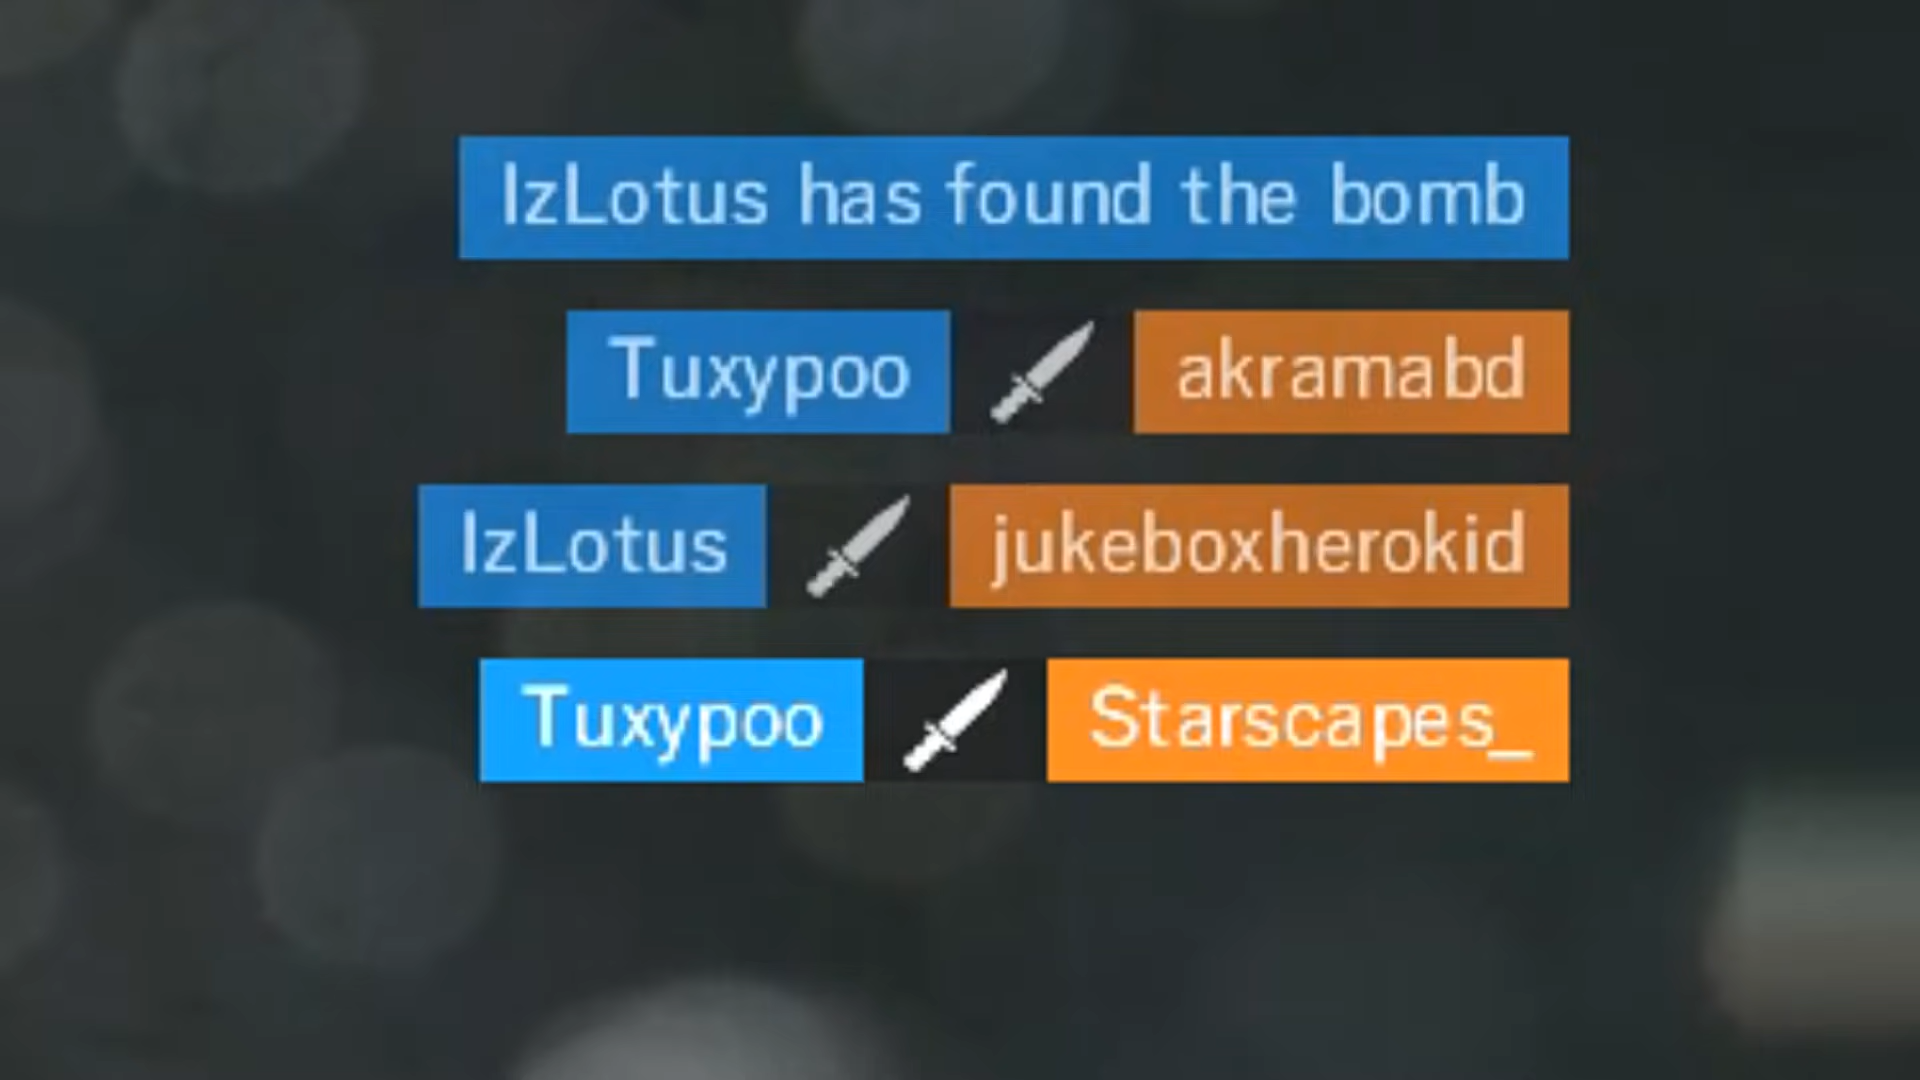 IzLotus has found the bomb
Tuxypoo akramabd
IzLotus jukeboxherokid
Tuxypoo Starscapes_